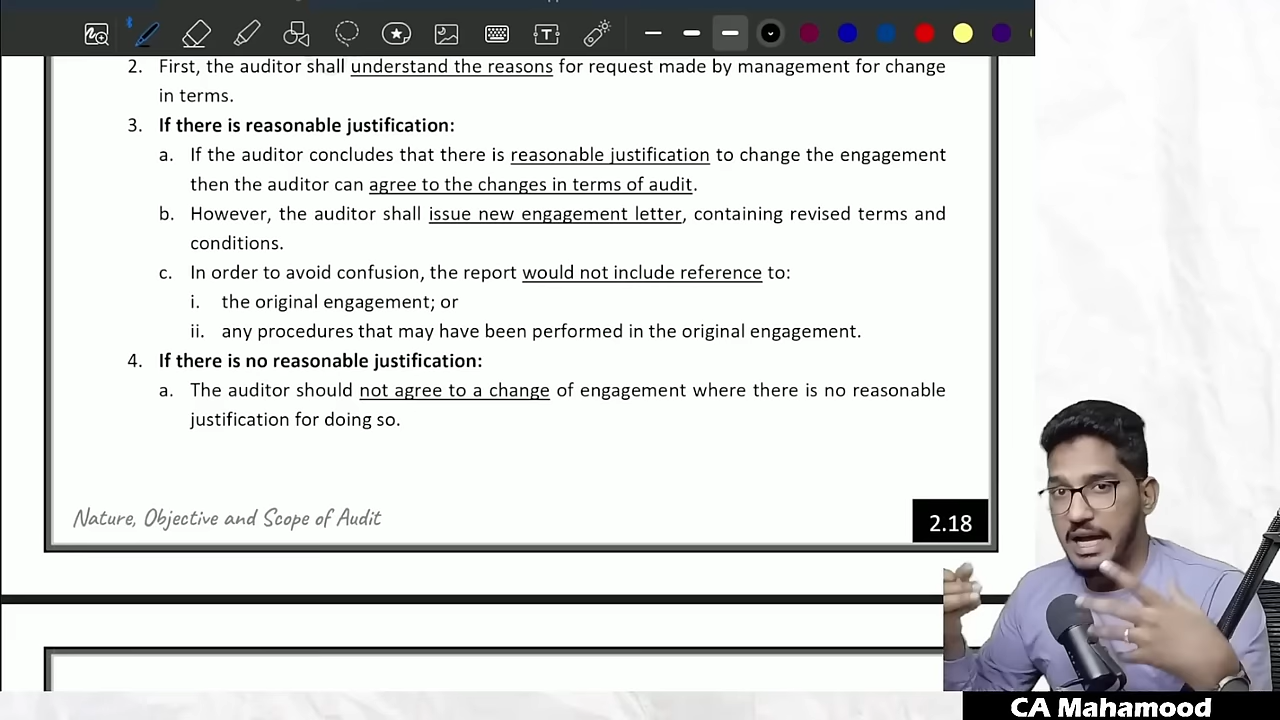 2. First, the auditor shall understand the reasons for request made by management for change
in terms.
3. If there is reasonable justification:
a. If the auditor concludes that there is reasonable justification to change the engagement
then the auditor can agree to the changes in terms of audit.
b. However, the auditor shall issue new engagement letter, containing revised terms and
conditions.
c. In order to avoid confusion, the report would not include reference to:
i. the original engagement; or
ii. any procedures that may have been performed in the original engagement.
4. If there is no reasonable justification:
a. The auditor should not agree to a change of engagement where there is no reasonable
justification for doing so.
Nature, Objective and Scope of Audit
2.18
CA Mahamood